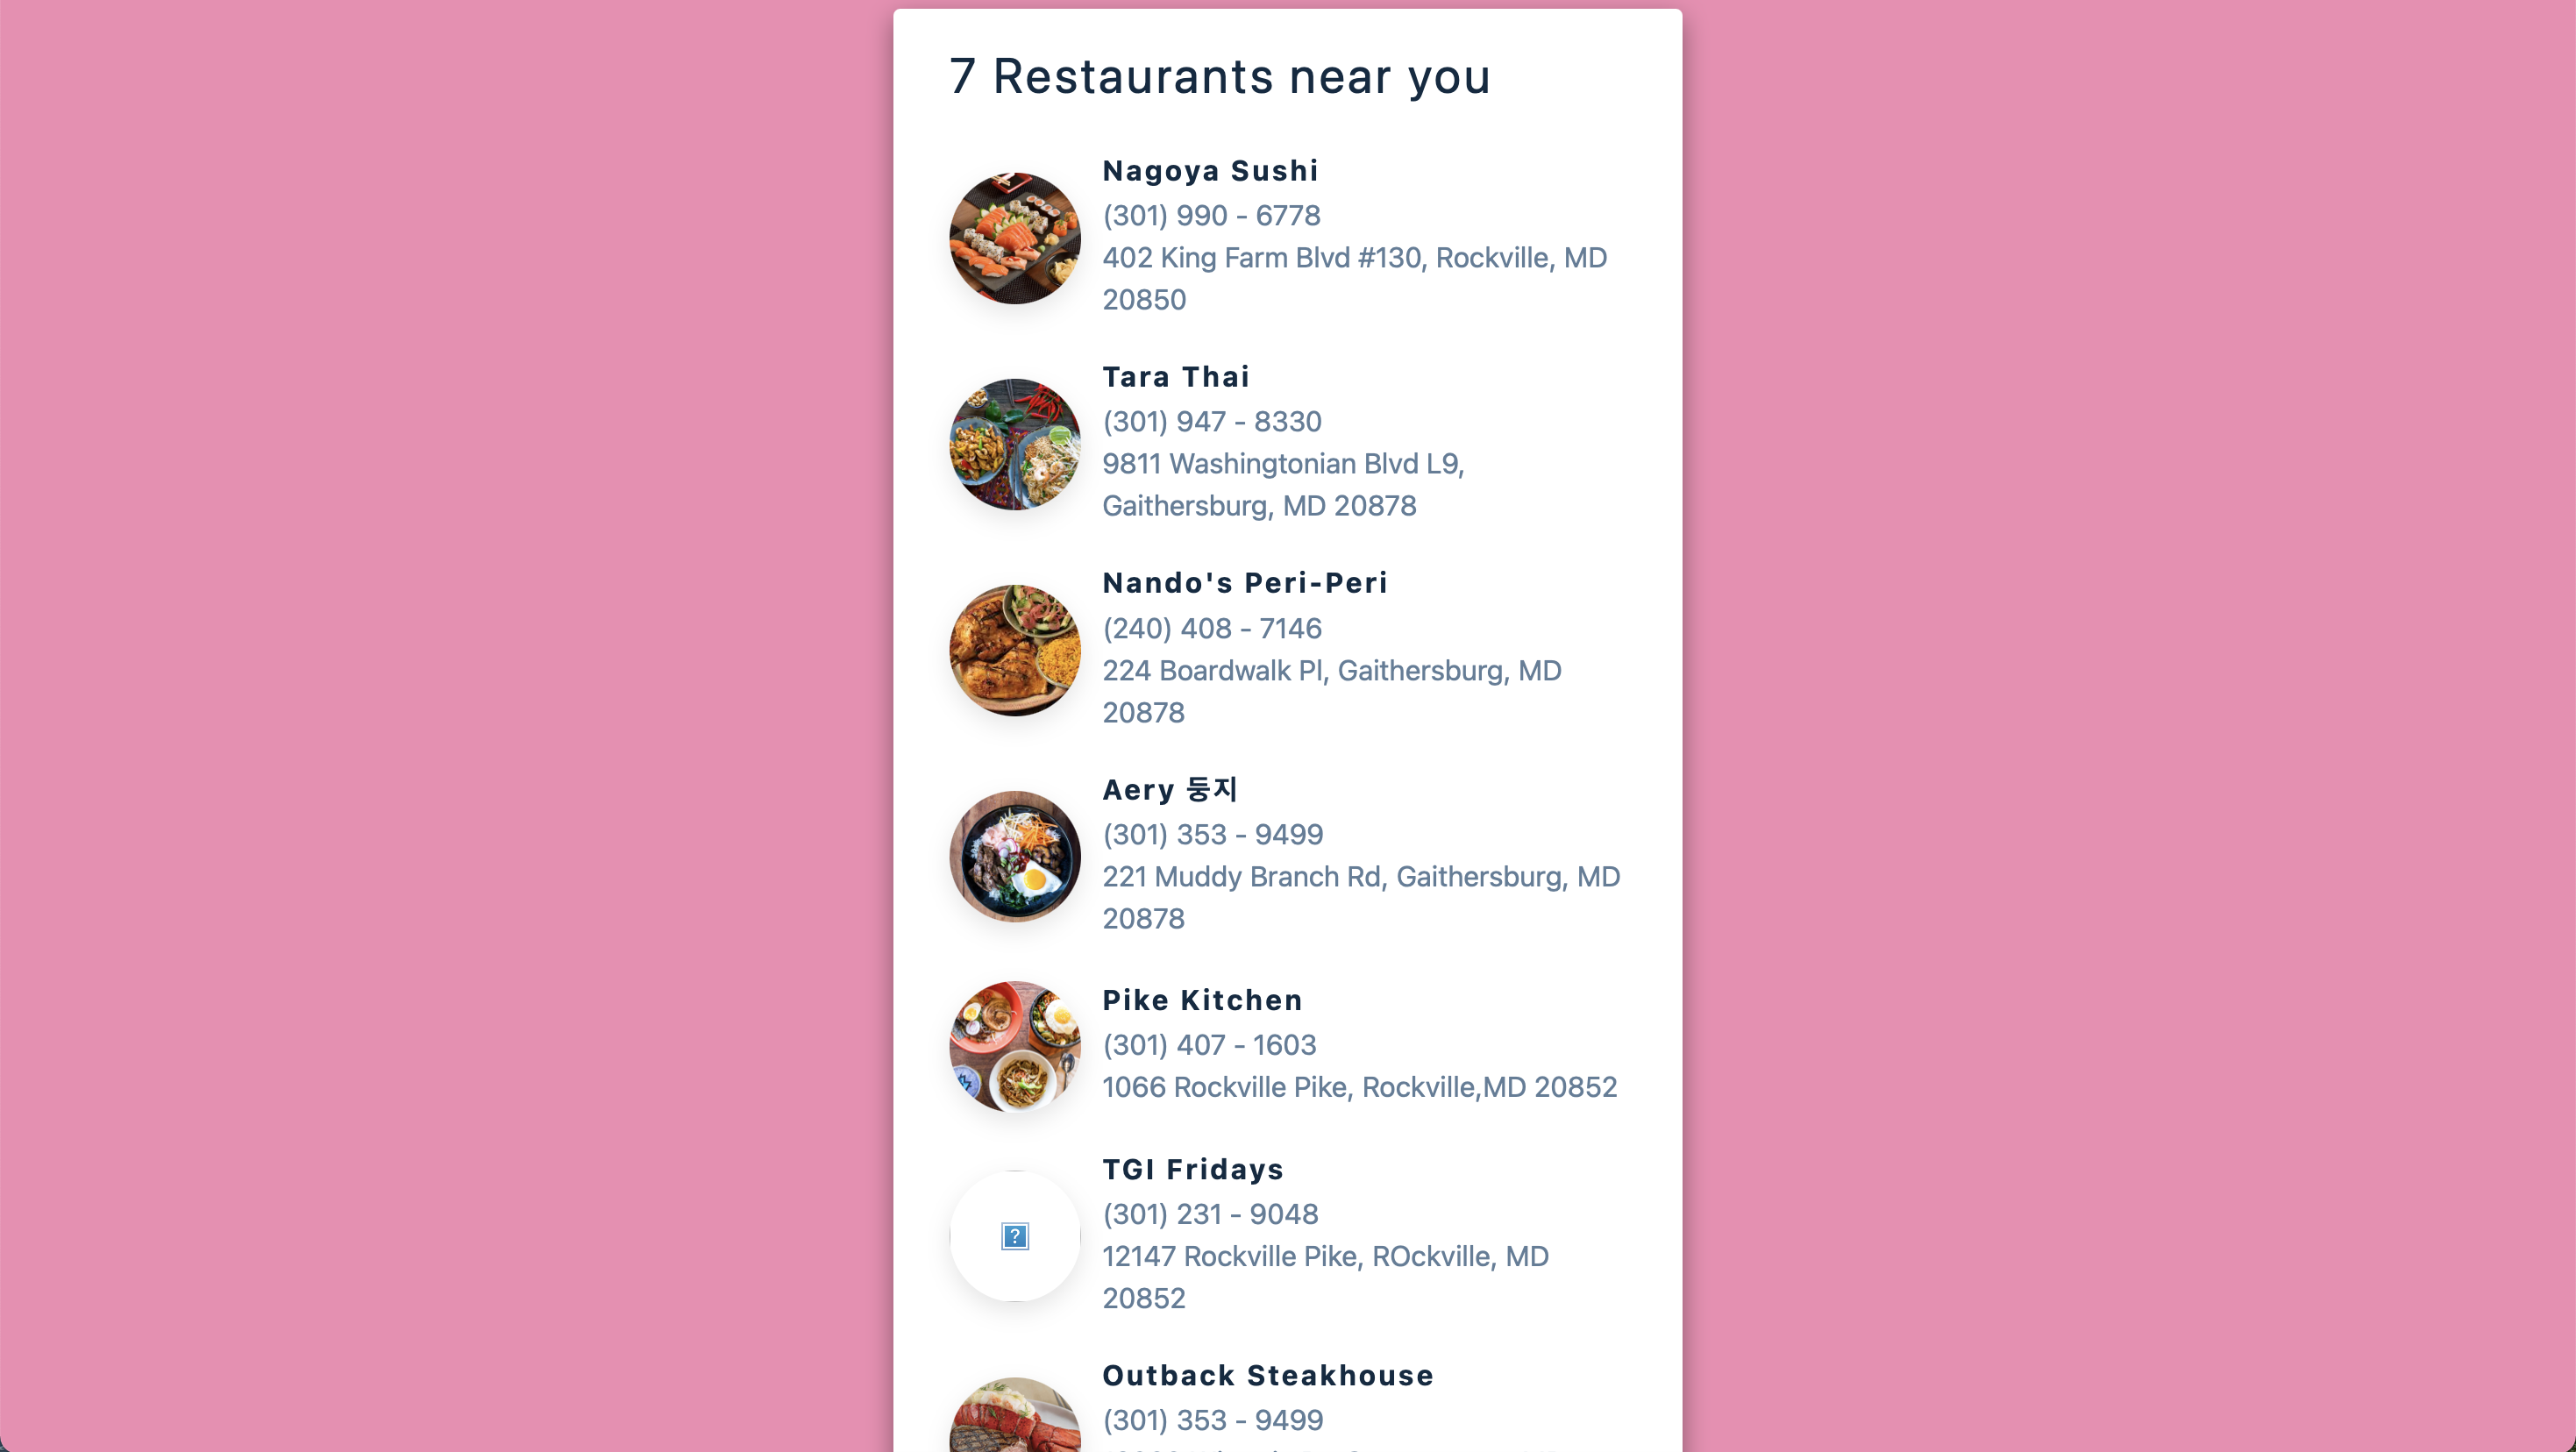 7 Restaurants near you
Nagoya Sushi
(301) 990 - 6778
402 King Farm Blvd #130, Rockville, MD
20850
Tara Thai
(301) 947 - 8330
9811 Washingtonian Blvd L9,
Gaithersburg, MD 20878
Nando's Peri-Peri
(240) 408 - 7146
224 Boardwalk Pl, Gaithersburg, MD
20878
Aery 둥지
(301) 353 - 9499
221 Muddy Branch Rd, Gaithersburg, MD
20878
Pike Kitchen
(301) 407 - 1603
1066 Rockville Pike, Rockville,MD 20852
TGI Fridays
(301) 231 - 9048
12147 Rockville Pike, ROckville, MD
20852
Outback Steakhouse
(301) 353 - 9499